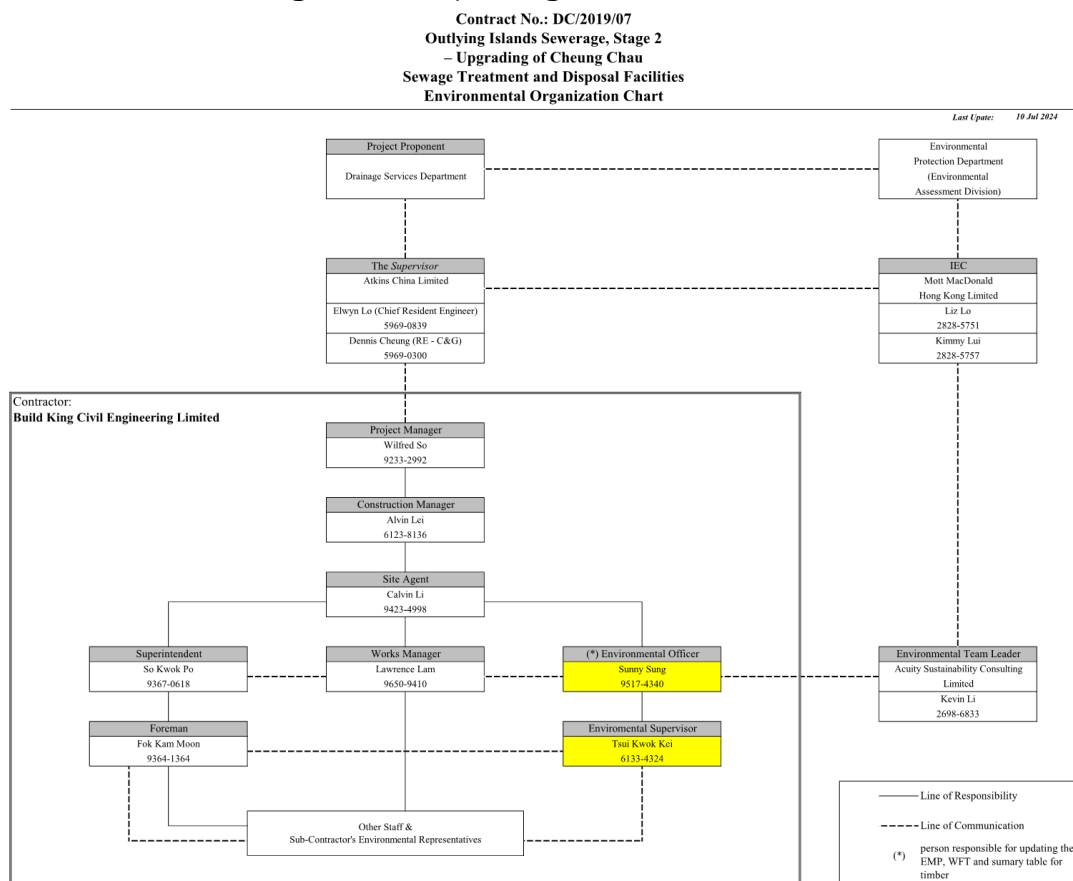 Contract No.: DC/2019/07
Outlying Islands Sewerage, Stage 2
– Upgrading of Cheung Chau
Sewage Treatment and Disposal Facilities
Environmental Organization Chart
Last Upate: 10 Jul 2024
Project Proponent
Drainage Services Department
Environmental
Protection Department
(Environmental
Assessment Division)
The Supervisor
Atkins China Limited
Elwyn Lo (Chief Resident Engineer)
5969-0839
Dennis Cheung (RE - C&G)
5969-0300
IEC
Mott MacDonald
Hong Kong Limited
Liz Lo
2828-5751
Kimmy Lui
2828-5757
Contractor:
Build King Civil Engineering Limited
Project Manager
Wilfred So
9233-2992
Construction Manager
Alvin Lei
6123-8136
Site Agent
Calvin Li
9423-4998
Superintendent
So Kwok Po
9367-0618
Works Manager
Lawrence Lam
9650-9410
(*) Environmental Officer
Sunny Sung
9517-4340
Environmental Team Leader
Acuity Sustainability Consulting
Limited
Kevin Li
2698-6833
Foreman
Fok Kam Moon
9364-1364
Enviromental Supervisor
Tsui Kwok Kei
6133-4324
Other Staff &
Sub-Contractor's Environmental Representatives
Line of Responsibility
Line of Communication
(*) person responsible for updating the
EMP, WFT and sumary table for
timber